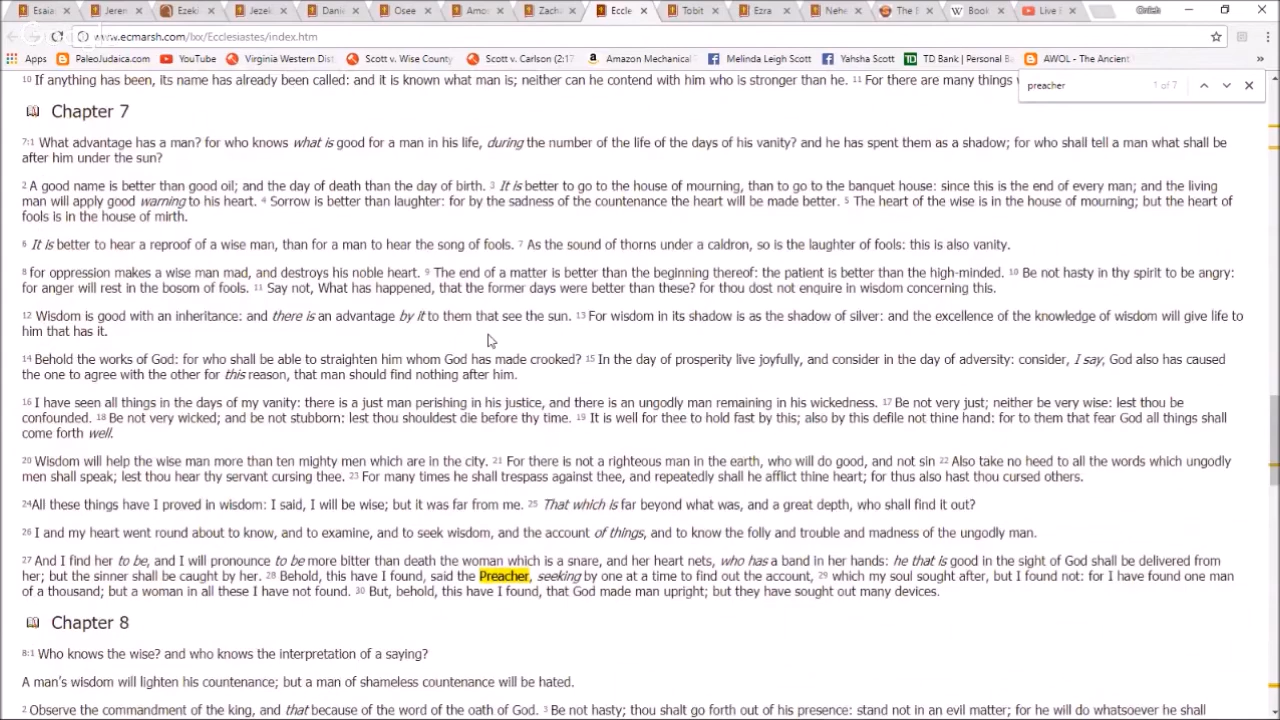 Esaia
Jerem
Ezeki
Jezek
Danie
Osee
Amos
Zacha
Eccle
Tobit
Ezra
Nehe
The B
Book
Live
www.ecmarsh.com/lxx/Ecclesiastes/index.htm
Apps PaleoJudaica.com YouTube Virginia Western Dist Scott v. Wise County Scott v. Carlson (2:17 Amazon Mechanical Melinda Leigh Scott Yahsha Scott TD Bank | Personal Ba AWOL - The Ancient »
preacher 1 of 7
10 If anything has been, its name has already been called: and it is known what man is; neither can he contend with him who is stronger than he. 11 For there are many things
Chapter 7
7:1 What advantage has a man? for who knows what is good for a man in his life, during the number of the life of the days of his vanity? and he has spent them as a shadow; for who shall tell a man what shall be
after him under the sun?
2 A good name is better than good oil; and the day of death than the day of birth. 3 It is better to go to the house of mourning, than to go to the banquet house: since this is the end of every man; and the living
man will apply good warning to his heart. 4 Sorrow is better than laughter: for by the sadness of the countenance the heart will be made better. 5 The heart of the wise is in the house of mourning; but the heart of
fools is in the house of mirth.
6 It is better to hear a reproof of a wise man, than for a man to hear the song of fools. 7 As the sound of thorns under a caldron, so is the laughter of fools: this is also vanity.
8 for oppression makes a wise man mad, and destroys his noble heart. 9 The end of a matter is better than the beginning thereof: the patient is better than the high-minded. 10 Be not hasty in thy spirit to be angry:
for anger will rest in the bosom of fools. 11 Say not, What has happened, that the former days were better than these? for thou dost not enquire in wisdom concerning this.
12 Wisdom is good with an inheritance: and there is an advantage by it to them that see the sun. 13 For wisdom in its shadow is as the shadow of silver: and the excellence of the knowledge of wisdom will give life to
him that has it.
14 Behold the works of God: for who shall be able to straighten him whom God has made crooked? 15 In the day of prosperity live joyfully, and consider in the day of adversity: consider, I say, God also has caused
the one to agree with the other for this reason, that man should find nothing after him.
16 I have seen all things in the days of my vanity: there is a just man perishing in his justice, and there is an ungodly man remaining in his wickedness. 17 Be not very just; neither be very wise: lest thou be
confounded. 18 Be not very wicked; and be not stubborn: lest thou shouldest die before thy time. 19 It is well for thee to hold fast by this; also by this defile not thine hand: for to them that fear God all things shall
come forth well.
20 Wisdom will help the wise man more than ten mighty men which are in the city. 21 For there is not a righteous man in the earth, who will do good, and not sin 22 Also take no heed to all the words which ungodly
men shall speak; lest thou hear thy servant cursing thee. 23 For many times he shall trespass against thee, and repeatedly shall he afflict thine heart; for thus also hast thou cursed others.
24All these things have I proved in wisdom: I said, I will be wise; but it was far from me. 25 That which is far beyond what was, and a great depth, who shall find it out?
26 I and my heart went round about to know, and to examine, and to seek wisdom, and the account of things, and to know the folly and trouble and madness of the ungodly man.
27 And I find her to be, and I will pronounce to be more bitter than death the woman which is a snare, and her heart nets, who has a band in her hands: he that is good in the sight of God shall be delivered from
her; but the sinner shall be caught by her. 28 Behold, this have I found, said the Preacher, seeking by one at a time to find out the account, 29 which my soul sought after, but I found not: for I have found one man
of a thousand; but a woman in all these I have not found. 30 But, behold, this have I found, that God made man upright; but they have sought out many devices.
Chapter 8
8:1 Who knows the wise? and who knows the interpretation of a saying?
A man's wisdom will lighten his countenance; but a man of shameless countenance will be hated.
2 Observe the commandment of the king, and that because of the word of the oath of God. 3 Be not hasty; thou shalt go forth out of his presence: stand not in an evil matter; for he will do whatsoever he shall